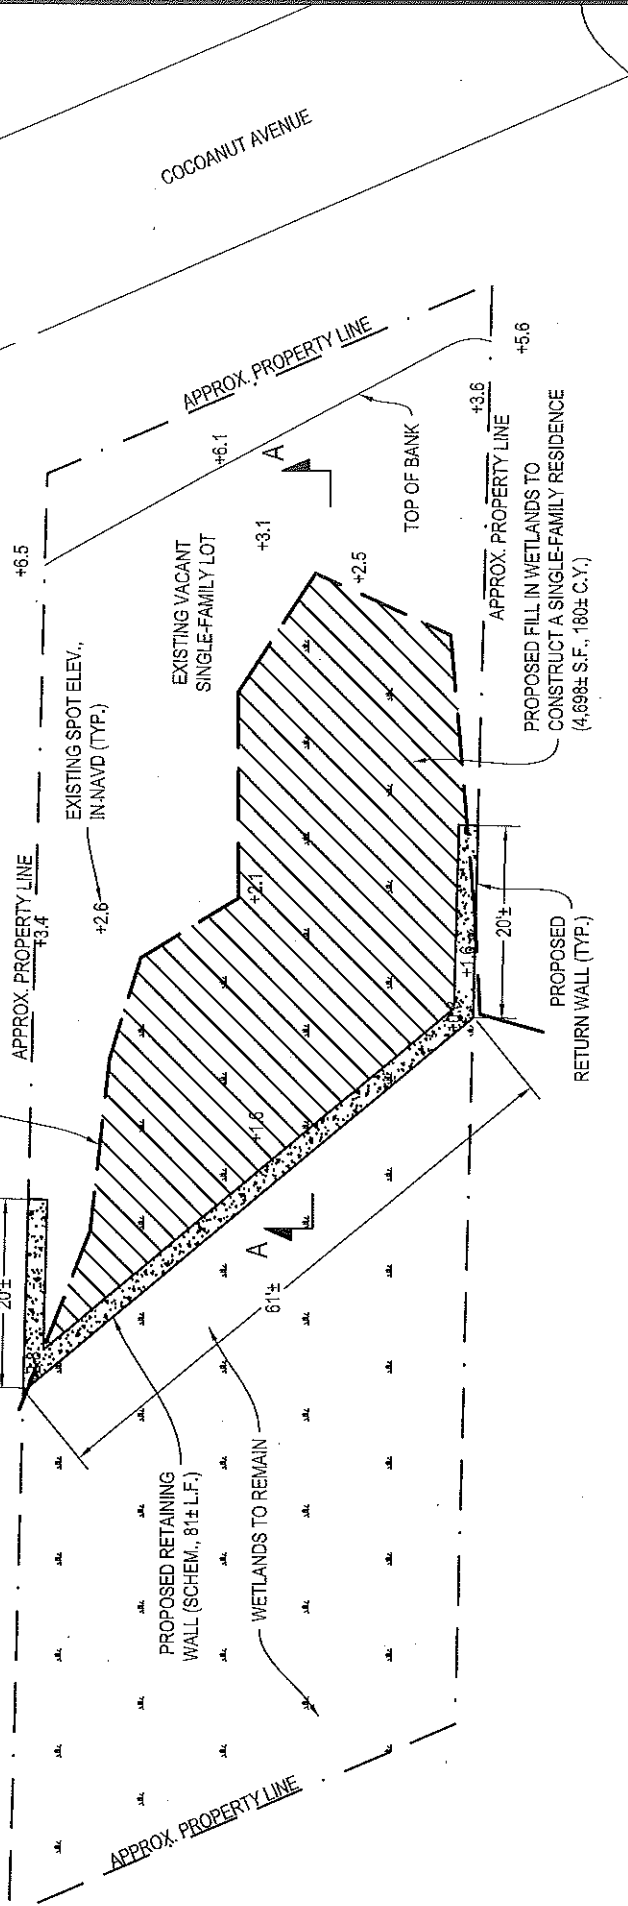 COCOANUT AVENUE
APPROX. PROPERTY LINE
+6.5
+6.1
A
+5.6
+3.6
TOP OF BANK
+3.1
+2.5
EXISTING VACANT
SINGLE-FAMILY LOT
APPROX. PROPERTY LINE
PROPOSED FILL IN WETLANDS TO
CONSTRUCT A SINGLE-FAMILY RESIDENCE
(4,698± S.F., 180± C.Y.)
EXISTING SPOT ELEV.,
IN-NAVD (TYP.)
APPROX. PROPERTY LINE
+3.4
+2.6
+2.1
+1.6
20'±
PROPOSED
RETURN WALL (TYP.)
+1.6
20'±
A
61'±
PROPOSED RETAINING
WALL (SCHEM., 81± L.F.)
WETLANDS TO REMAIN
APPROX. PROPERTY LINE